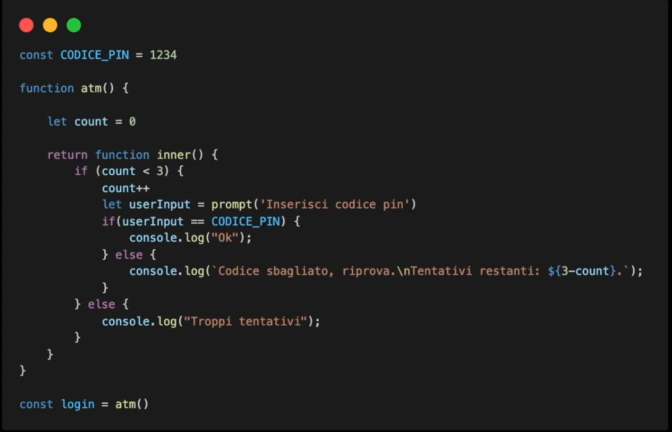 const CODICE_PIN = 1234
function atm() {
let count = 0
return function inner() {
if (count < 3) {
count++
let userInput = prompt('Inserisci codice pin')
if(userInput == CODICE_PIN) {
console.log("Ok");
} else {
console.log(`Codice sbagliato, riprova.\nTentativi restanti: ${3-count}.`);
}
} else {
console.log("Troppi tentativi");
}
}
}
const login = atm()